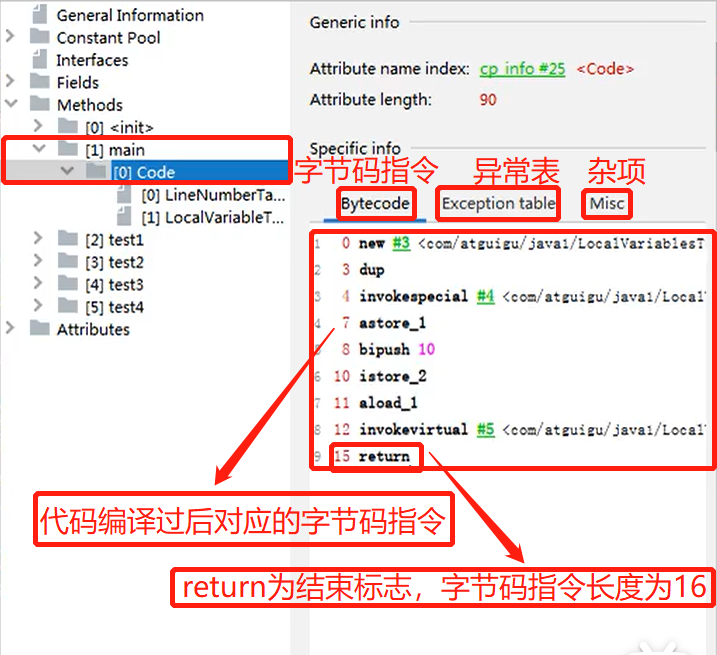 General Information
Constant Pool
Interfaces
Fields
Methods
[0] <init>
[1] main
[0] Code
[0] LineNumberTa...
[1] LocalVariableT...
[2] test1
[3] test2
[4] test3
[5] test4
Attributes
Generic info
Attribute name index: cp info #25 <Code>
Attribute length: 90
Specific info
字节码指令 异常表 杂项
Bytecode Exception table Misc
1 0 new #3 <com/atguigu/java1/LocalVariablesT
2 3 dup
3 4 invokespecial #4 <com/atguigu/java1/Local
4 7 astore_1
5 8 bipush 10
6 10 istore_2
7 11 aload_1
8 12 invokevirtual #5 <com/atguigu/java1/Local
9 15 return
代码编译过后对应的字节码指令
return为结束标志，字节码指令长度为16